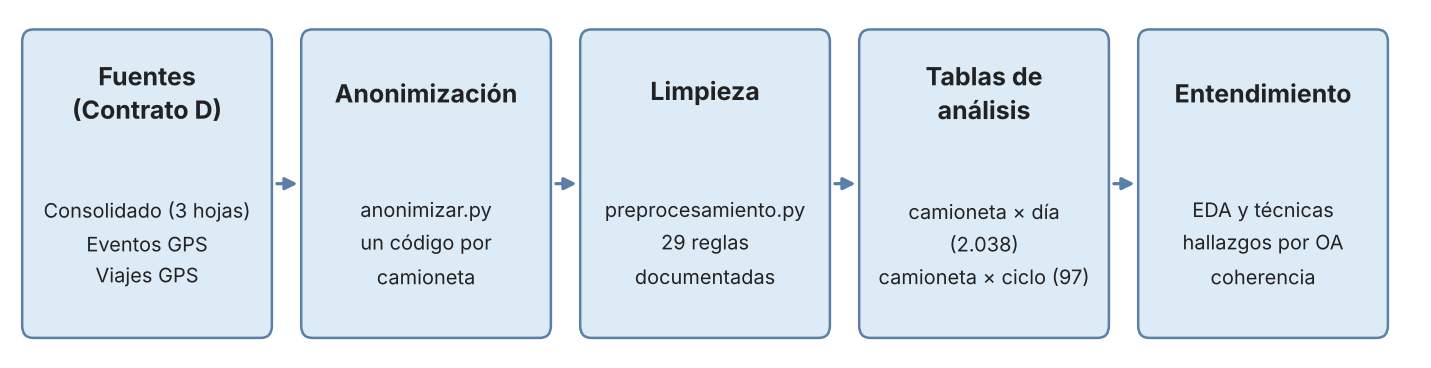 Fuentes
(Contrato D)
Consolidado (3 hojas)
Eventos GPS
Viajes GPS
Anonimización
anonimizar.py
un código por
camioneta
Limpieza
preprocesamiento.py
29 reglas
documentadas
Tablas de
análisis
camioneta × día
(2.038)
camioneta × ciclo (97)
Entendimiento
EDA y técnicas
hallazgos por OA
coherencia